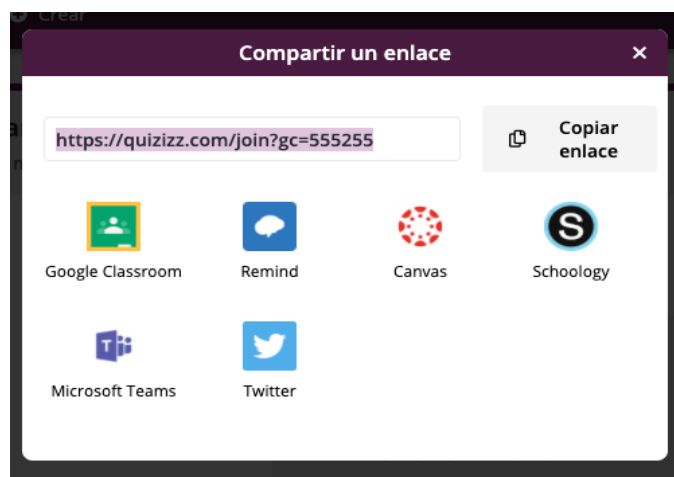 Crear
Compartir un enlace
https://quizizz.com/join?gc=555255
Copiar
enlace
Google Classroom
Remind
Canvas
Schoology
Microsoft Teams
Twitter